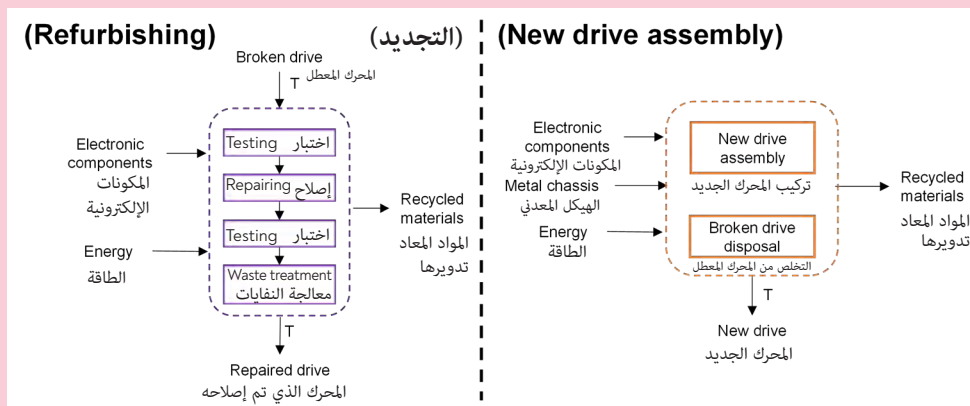 (Refurbishing) (التجديد)
Broken drive
المحرك المعطل
T
Electronic
components
المكونات
الإلكترونية
Energy
الطاقة
Testing اختبار
Repairing إصلاح
Testing اختبار
Waste treatment
معالجة النفايات
Recycled
materials
المواد المعاد
تدويرها
T
Repaired drive
المحرك الذي تم إصلاحه
(New drive assembly)
Electronic
components
المكونات الإلكترونية
Metal chassis
الهيكل المعدني
Energy
الطاقة
New drive
assembly
تركيب المحرك الجديد
Broken drive
disposal
التخلص من المحرك المعطل
Recycled
materials
المواد المعاد
تدويرها
T
New drive
المحرك الجديد